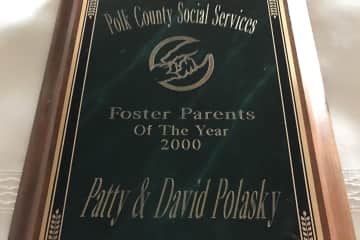 Polk County Social Services
Foster Parents
Of The Year
2000
Patty & David Polasky